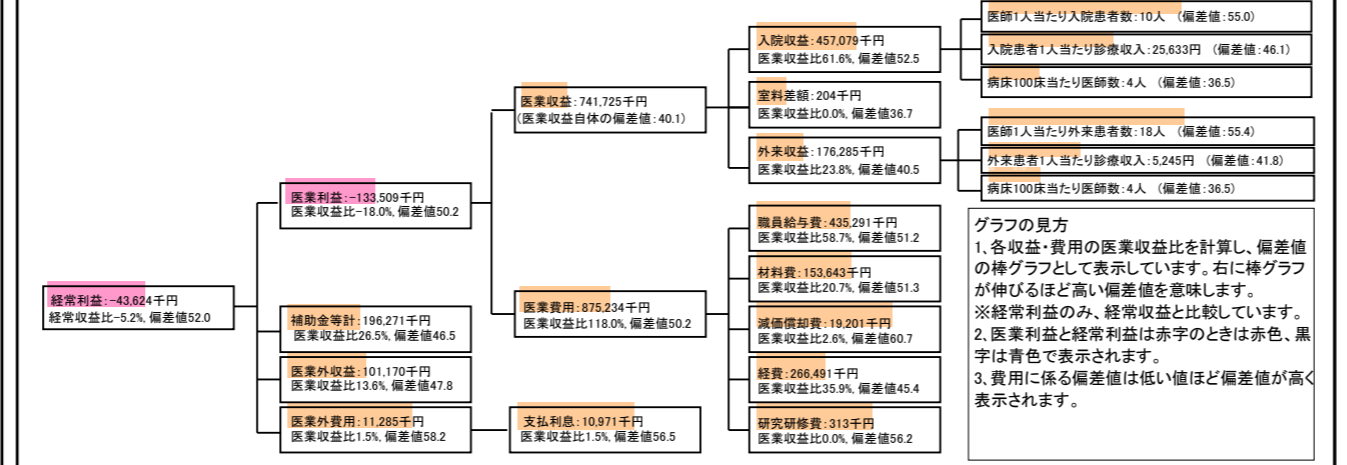 医師1人当たり入院患者数:10人 (偏差値:55.0)
入院収益:457,079千円
医業収益比61.6%, 偏差値52.5
入院患者1人当たり診療収入:25,633円 (偏差値:46.1)
病床100床当たり医師数:4人 (偏差値:36.5)
医業収益:741,725千円
(医業収益自体の偏差値:40.1)
室料差額:204千円
医業収益比0.0%, 偏差値36.7
医師1人当たり外来患者数:18人 (偏差値:55.4)
外来収益:176,285千円
医業収益比23.8%, 偏差値40.5
外来患者1人当たり診療収入:5,245円 (偏差値:41.8)
病床100床当たり医師数:4人 (偏差値:36.5)
医業利益:-133,509千円
医業収益比-18.0%, 偏差値50.2
職員給与費:435,291千円
医業収益比58.7%, 偏差値51.2
材料費:153,643千円
医業収益比20.7%, 偏差値51.3
経常利益:-43,624千円
経常収益比-5.2%, 偏差値52.0
医業費用:875,234千円
医業収益比118.0%, 偏差値50.2
補助金等計:196,271千円
医業収益比26.5%, 偏差値46.5
減価償却費:19,201千円
医業収益比2.6%, 偏差値60.7
医業外収益:101,170千円
医業収益比13.6%, 偏差値47.8
経費:266,491千円
医業収益比35.9%, 偏差値45.4
医業外費用:11,285千円
医業収益比1.5%, 偏差値58.2
支払利息:10,971千円
医業収益比1.5%, 偏差値56.5
研究研修費:313千円
医業収益比0.0%, 偏差値56.2
グラフの見方
1、各収益・費用の医業収益比を計算し、偏差値
の棒グラフとして表示しています。右に棒グラフ
が伸びるほど高い偏差値を意味します。
※経常利益のみ、経常収益と比較しています。
2、医業利益と経常利益は赤字のときは赤色、黒
字は青色で表示されます。
3、費用に係る偏差値は低い値ほど偏差値が高く
表示されます。